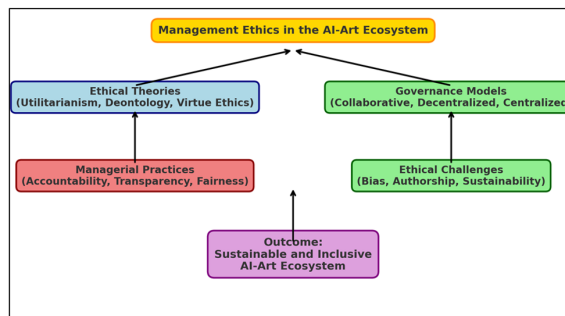 Management Ethics in the AI-Art Ecosystem
Ethical Theories
(Utilitarianism, Deontology, Virtue Ethics)
Governance Models
(Collaborative, Decentralized, Centralized
Managerial Practices
(Accountability, Transparency, Fairness)
Ethical Challenges
(Bias, Authorship, Sustainability)
Outcome:
Sustainable and Inclusive
AI-Art Ecosystem